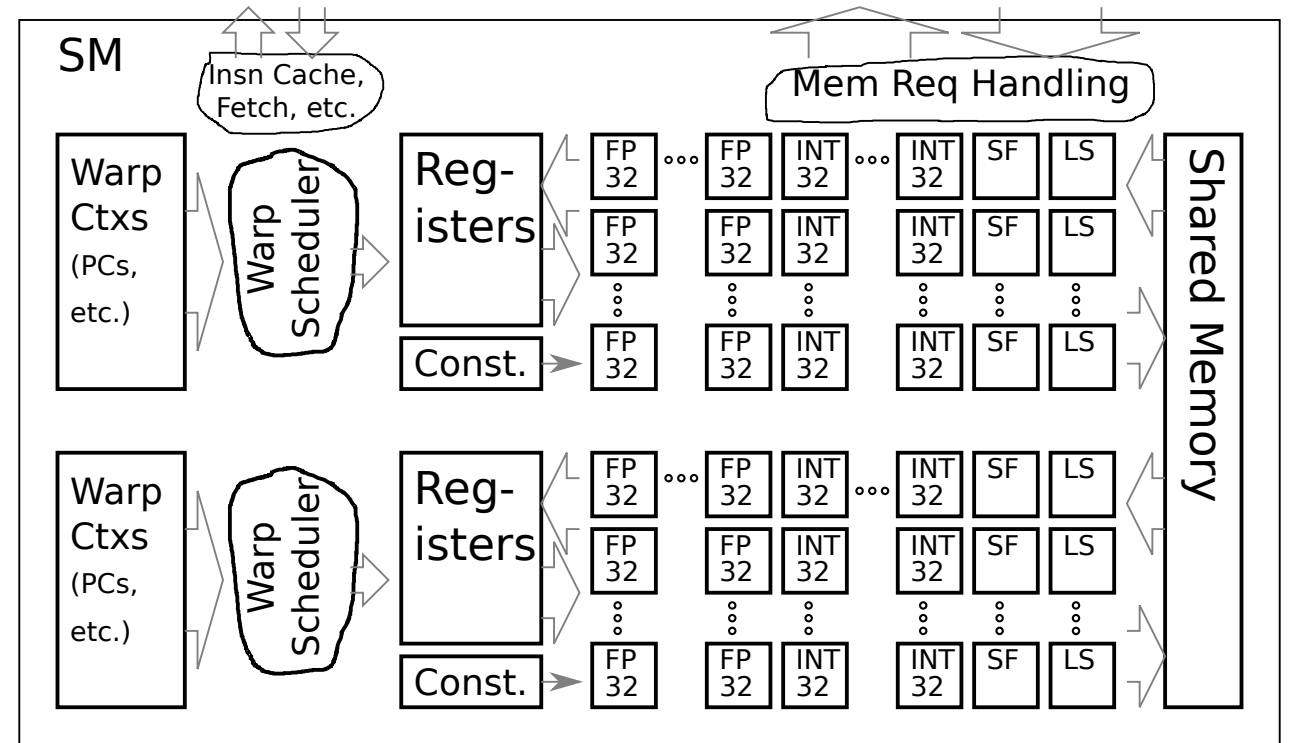 SM
Insn Cache,
Fetch, etc.
Mem Req Handling
Warp
Ctxs
(PCs,
etc.)
Warp
Scheduler
Reg-
isters
Const.
FP
32
FP
32
INT
32
INT
32
SF
LS
FP
32
FP
32
INT
32
INT
32
SF
LS
FP
32
FP
32
INT
32
INT
32
SF
LS
Shared Memory
Warp
Ctxs
(PCs,
etc.)
Warp
Scheduler
Reg-
isters
Const.
FP
32
FP
32
INT
32
INT
32
SF
LS
FP
32
FP
32
INT
32
INT
32
SF
LS
FP
32
FP
32
INT
32
INT
32
SF
LS